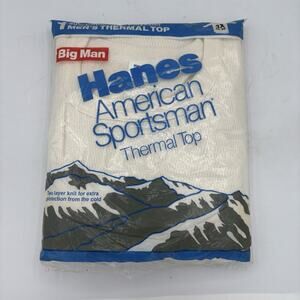 MEN'S THERMAL TOP
Big Man
Hanes
American
Sportsman
Thermal Top
Two layer knit for extra
protection from the cold